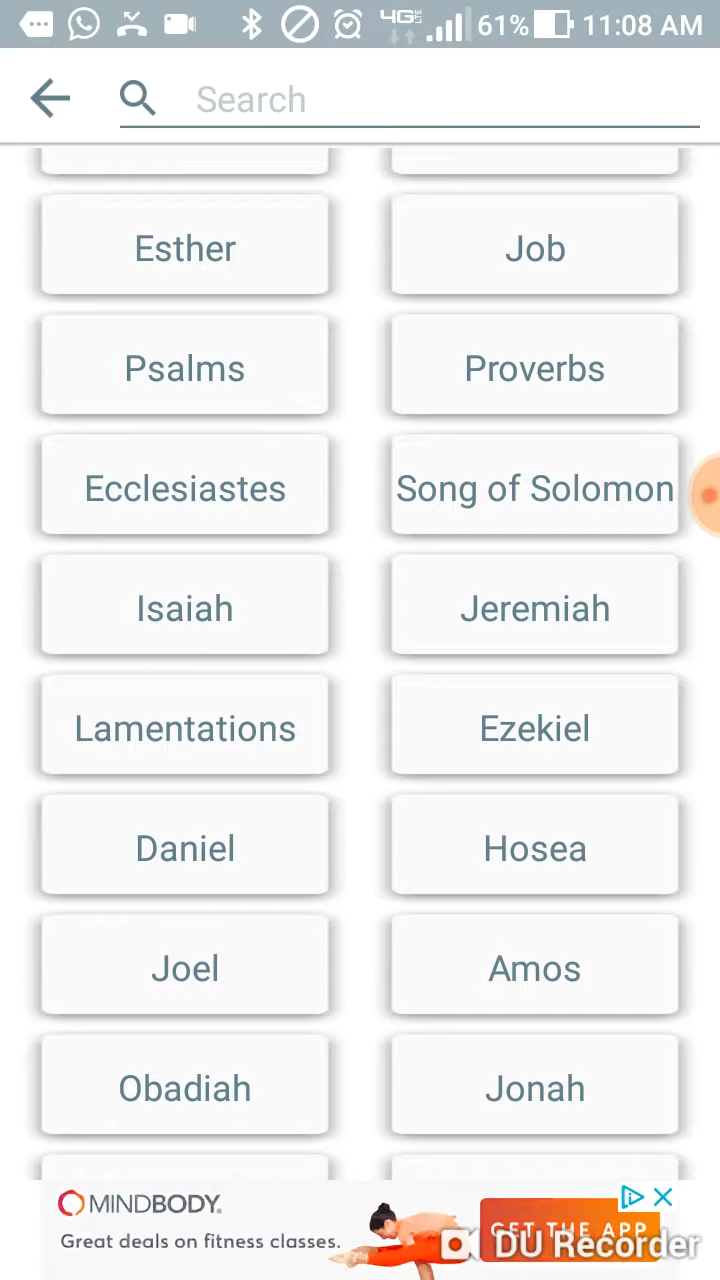 4G LTE 61% 11:08 AM
Search
Esther Job
Psalms Proverbs
Ecclesiastes Song of Solomon
Isaiah Jeremiah
Lamentations Ezekiel
Daniel Hosea
Joel Amos
Obadiah Jonah
MINDBODY.
Great deals on fitness classes.
GET THE APP
DU Recorder